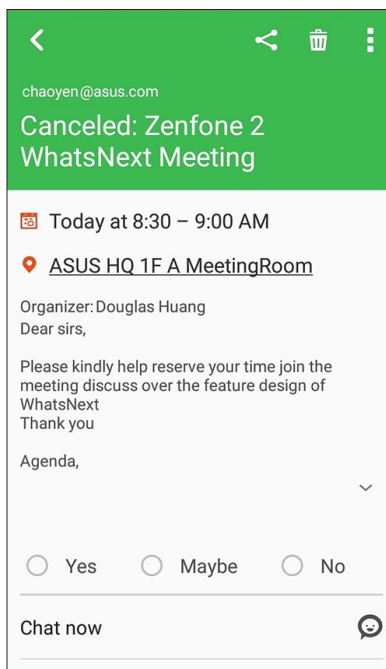 chaoyen@asus.com
Canceled: Zenfone 2
WhatsNext Meeting
Today at 8:30 – 9:00 AM
ASUS HQ 1F A MeetingRoom
Organizer:Douglas Huang
Dear sirs,
Please kindly help reserve your time join the
meeting discuss over the feature design of
WhatsNext
Thank you
Agenda,
Yes Maybe No
Chat now